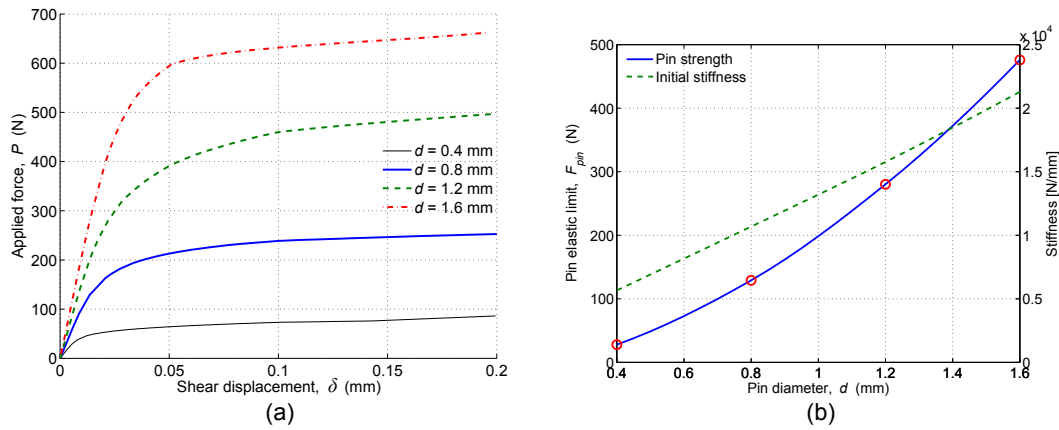 700
600
500
400
300
200
100
0
Applied force, P (N)
0
0.05
0.1
0.15
0.2
Shear displacement, δ (mm)
d = 0.4 mm
d = 0.8 mm
d = 1.2 mm
d = 1.6 mm
(a)
500
400
300
200
100
0
Pin elastic limit, F_pin (N)
Pin strength
Initial stiffness
x 10^4
2.5
2
1.5
1
0.5
0
Stiffness [N/mm]
0.4
0.6
0.8
1
1.2
1.4
1.6
Pin diameter, d (mm)
(b)